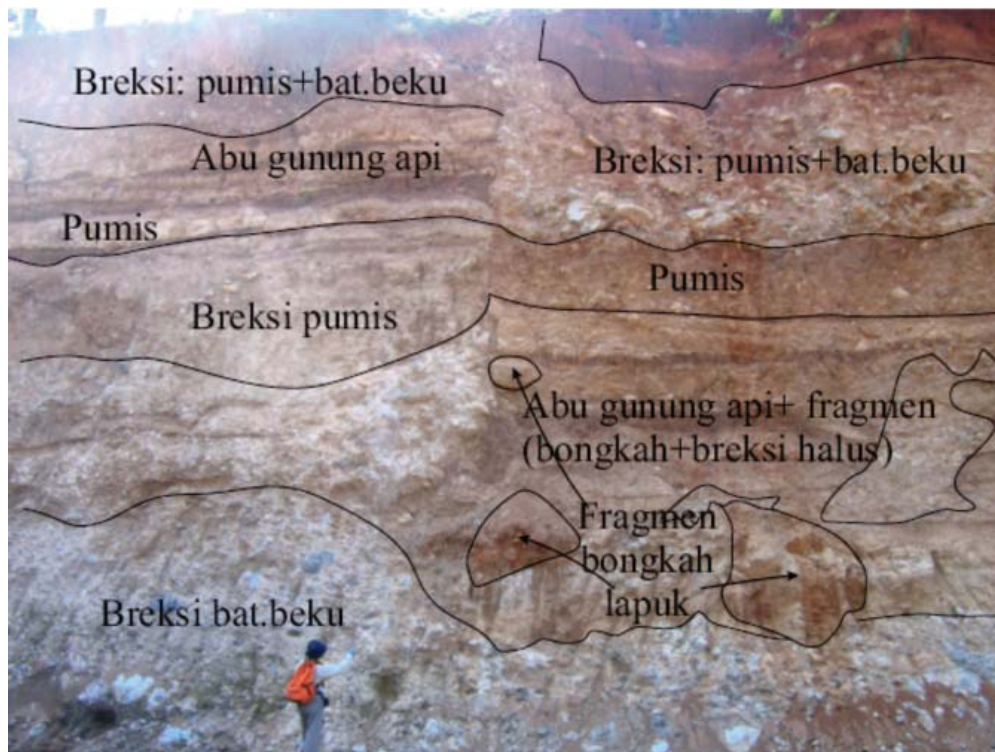 Breksi: pumis+bat.beku
Abu gunung api
Breksi: pumis+bat.beku
Pumis
Pumis
Breksi pumis
Abu gunung api+ fragmen
(bongkah+breksi halus)
Fragmen
bongkah
lapuk
Breksi bat.beku